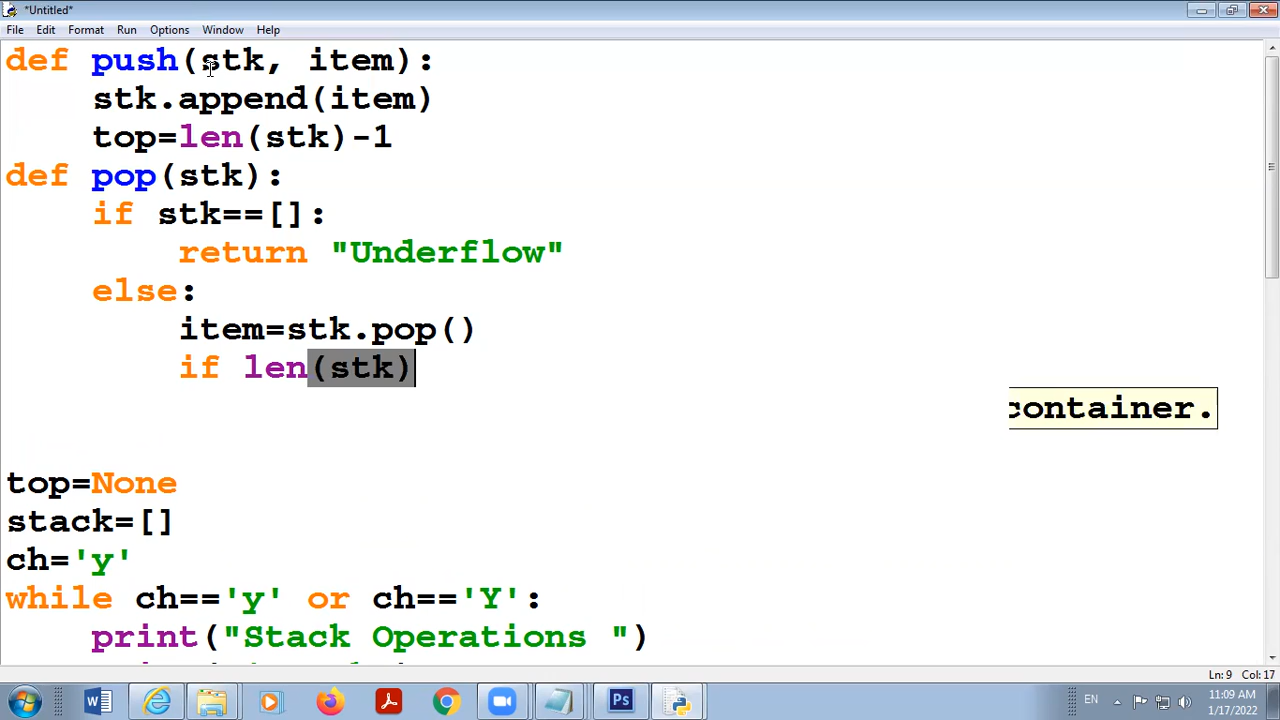 *Untitled*
File Edit Format Run Options Window Help
def push(stk, item):
    stk.append(item)
    top=len(stk)-1
def pop(stk):
    if stk==[]:
        return "Underflow"
    else:
        item=stk.pop()
        if len(stk)
container.
top=None
stack=[]
ch='y'
while ch=='y' or ch=='Y':
    print("Stack Operations ")
Ln: 9 Col: 17
EN 11:09 AM
1/17/2022